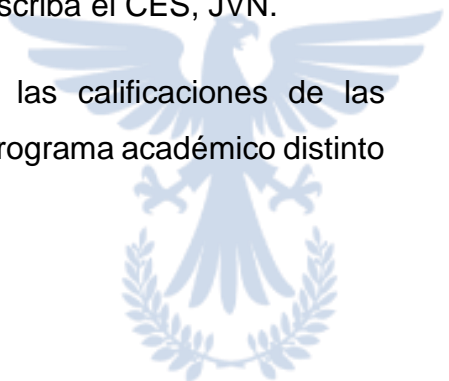 scriba el CES, JVN.
las calificaciones de las
rograma académico distinto